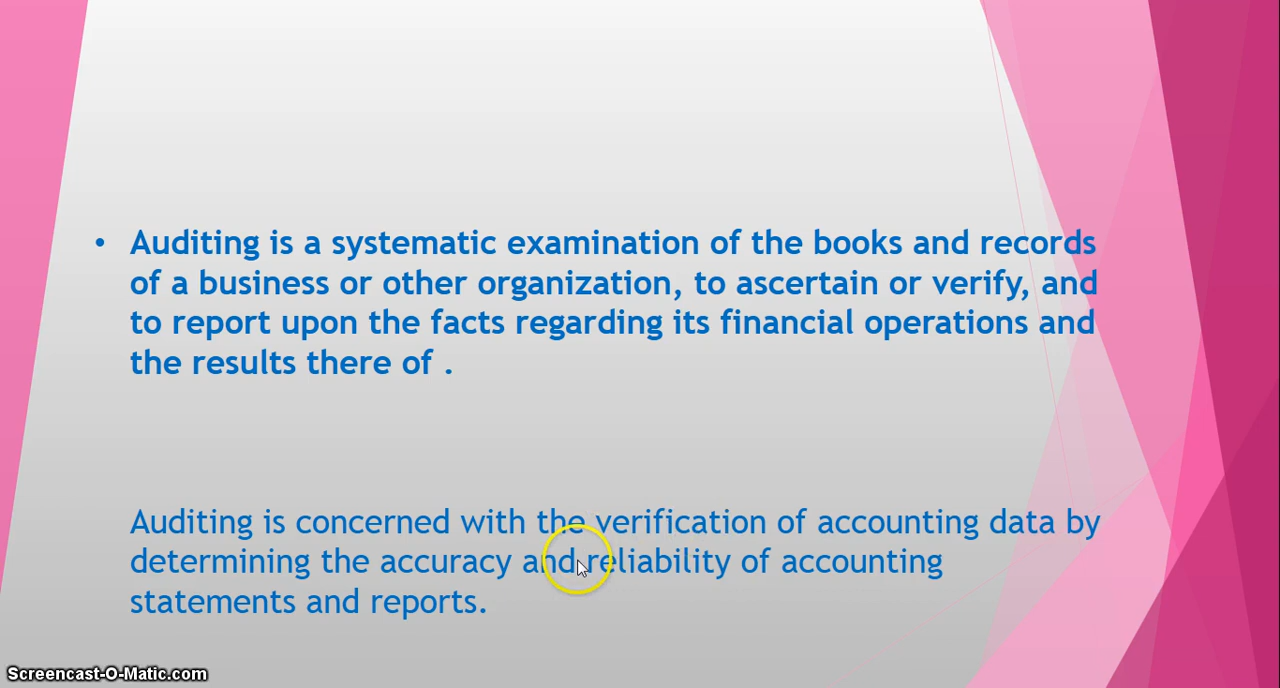 • Auditing is a systematic examination of the books and records
of a business or other organization, to ascertain or verify, and
to report upon the facts regarding its financial operations and
the results there of .
Auditing is concerned with the verification of accounting data by
determining the accuracy and reliability of accounting
statements and reports.
Screencast-O-Matic.com